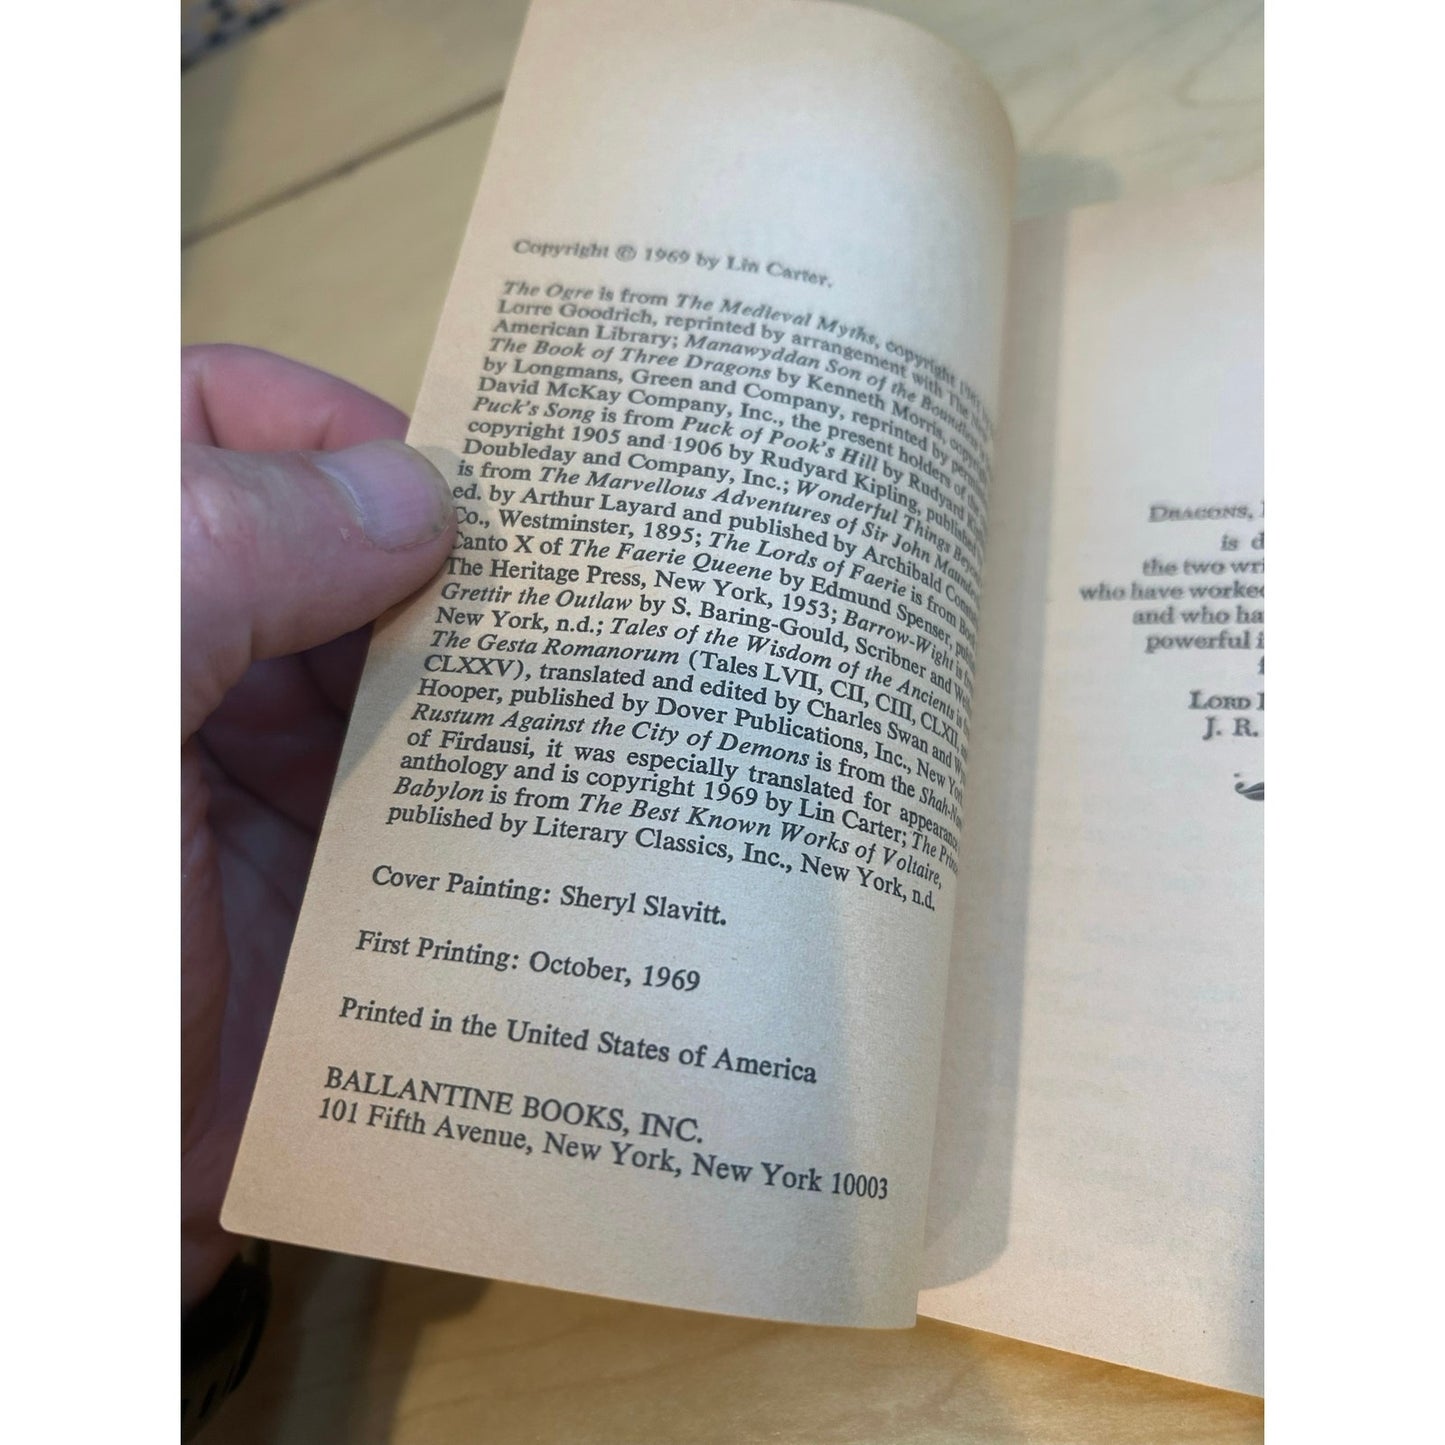 Copyright © 1969 by Lin Carter.
The Ogre is from The Medieval Myths, copyright
Lorre Goodrich, reprinted by arrangement with The New
American Library; Manawyddan Son of the Boundless
The Book of Three Dragons by Kenneth Morris,
by Longmans, Green and Company, reprinted by
David McKay Company, Inc., the present holders of the
Puck's Song is from Puck of Pook's Hill by Rudyard
copyright 1905 and 1906 by Rudyard Kipling, published
Doubleday and Company, Inc.; Wonderful Things Beyond
is from The Marvellous Adventures of Sir John
ed. by Arthur Layard and published by Archibald
Co., Westminster, 1895; The Lords of Faerie is from
Canto X of The Faerie Queene by Edmund Spenser,
The Heritage Press, New York, 1953; Barrow-Wight is
Grettir the Outlaw by S. Baring-Gould, Scribner and
New York, n.d.; Tales of the Wisdom of the Ancients is
The Gesta Romanorum (Tales LVII, CII, CIII, CLXII,
CLXXV), translated and edited by Charles Swan and
Hooper, published by Dover Publications, Inc., New
Rustum Against the City of Demons is from the
of Firdausi, it was especially translated for
anthology and is copyright 1969 by Lin Carter; The
Babylon is from The Best Known Works of Voltaire,
published by Literary Classics, Inc., New York, n.d.
Cover Painting: Sheryl Slavitt.
First Printing: October, 1969
Printed in the United States of America
BALLANTINE BOOKS, INC.
101 Fifth Avenue, New York, New York 10003
DRAGONS,
is
the two
who have
and who
powerful
LORD
J. R.